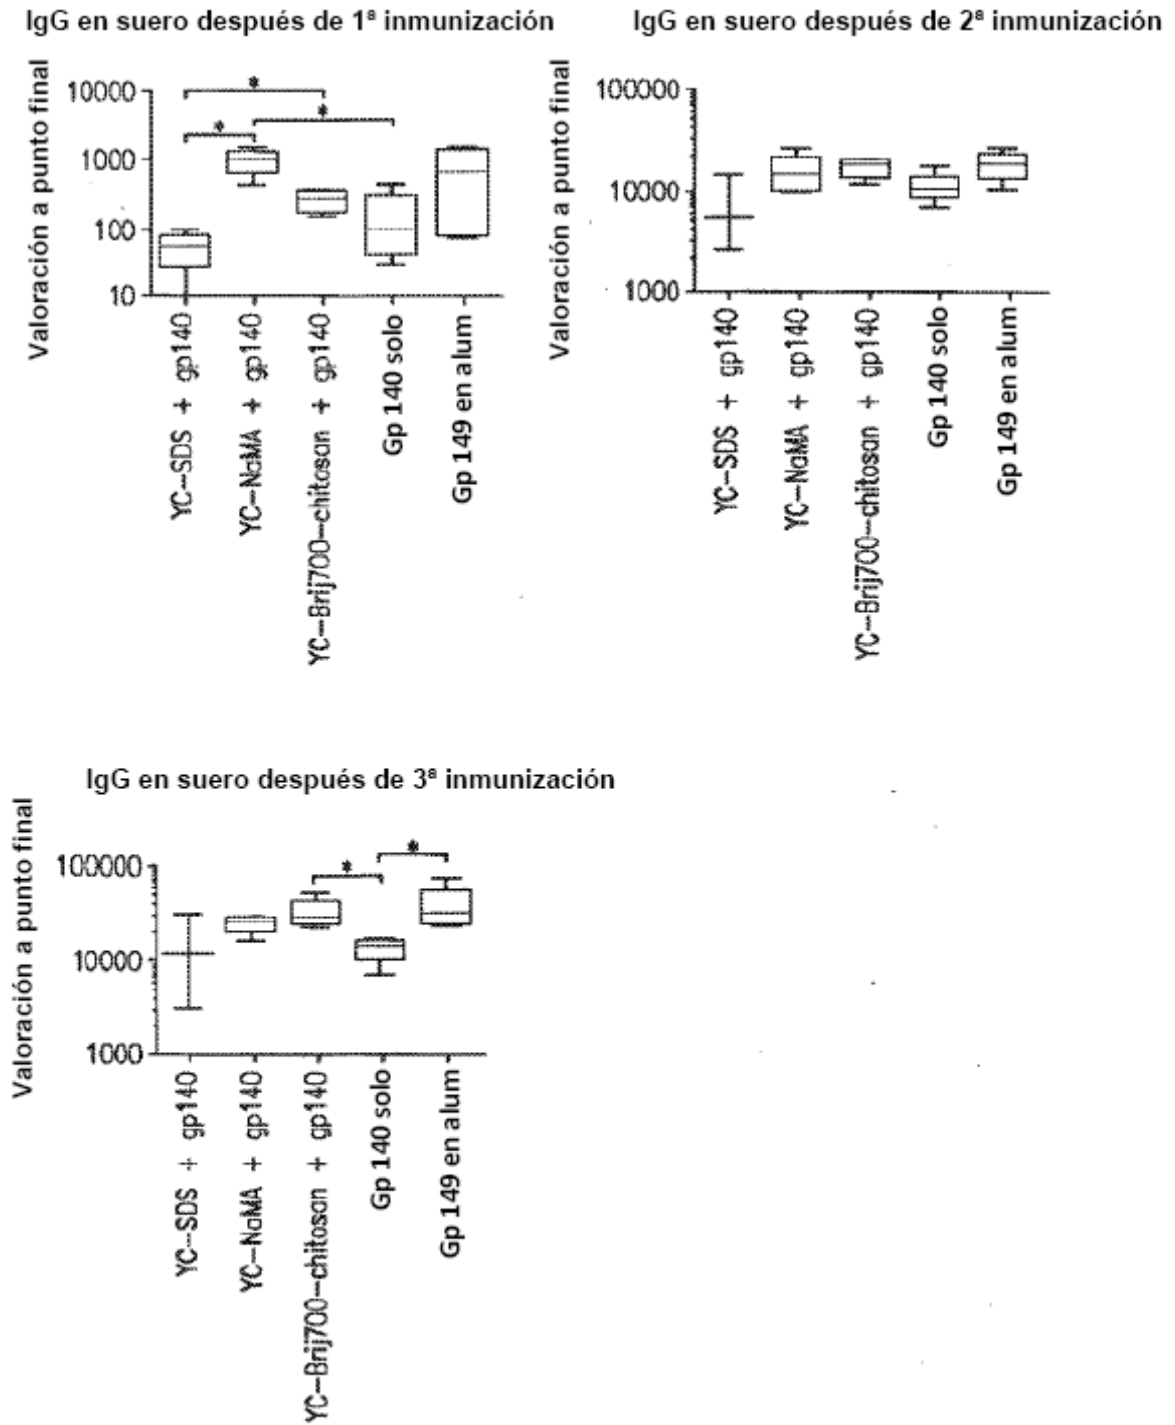 IgG en suero después de 1ª inmunización
Valoración a punto final
10000
1000
100
10
*
*
*
YC-SDS + gp140
YC-NaMA + gp140
YC-Brij700-chitosan + gp140
Gp 140 solo
Gp 149 en alum
IgG en suero después de 2ª inmunización
Valoración a punto final
100000
10000
1000
YC-SDS + gp140
YC-NaMA + gp140
YC-Brij700-chitosan + gp140
Gp 140 solo
Gp 149 en alum
IgG en suero después de 3ª inmunización
Valoración a punto final
100000
10000
1000
*
*
YC-SDS + gp140
YC-NaMA + gp140
YC-Brij700-chitosan + gp140
Gp 140 solo
Gp 149 en alum